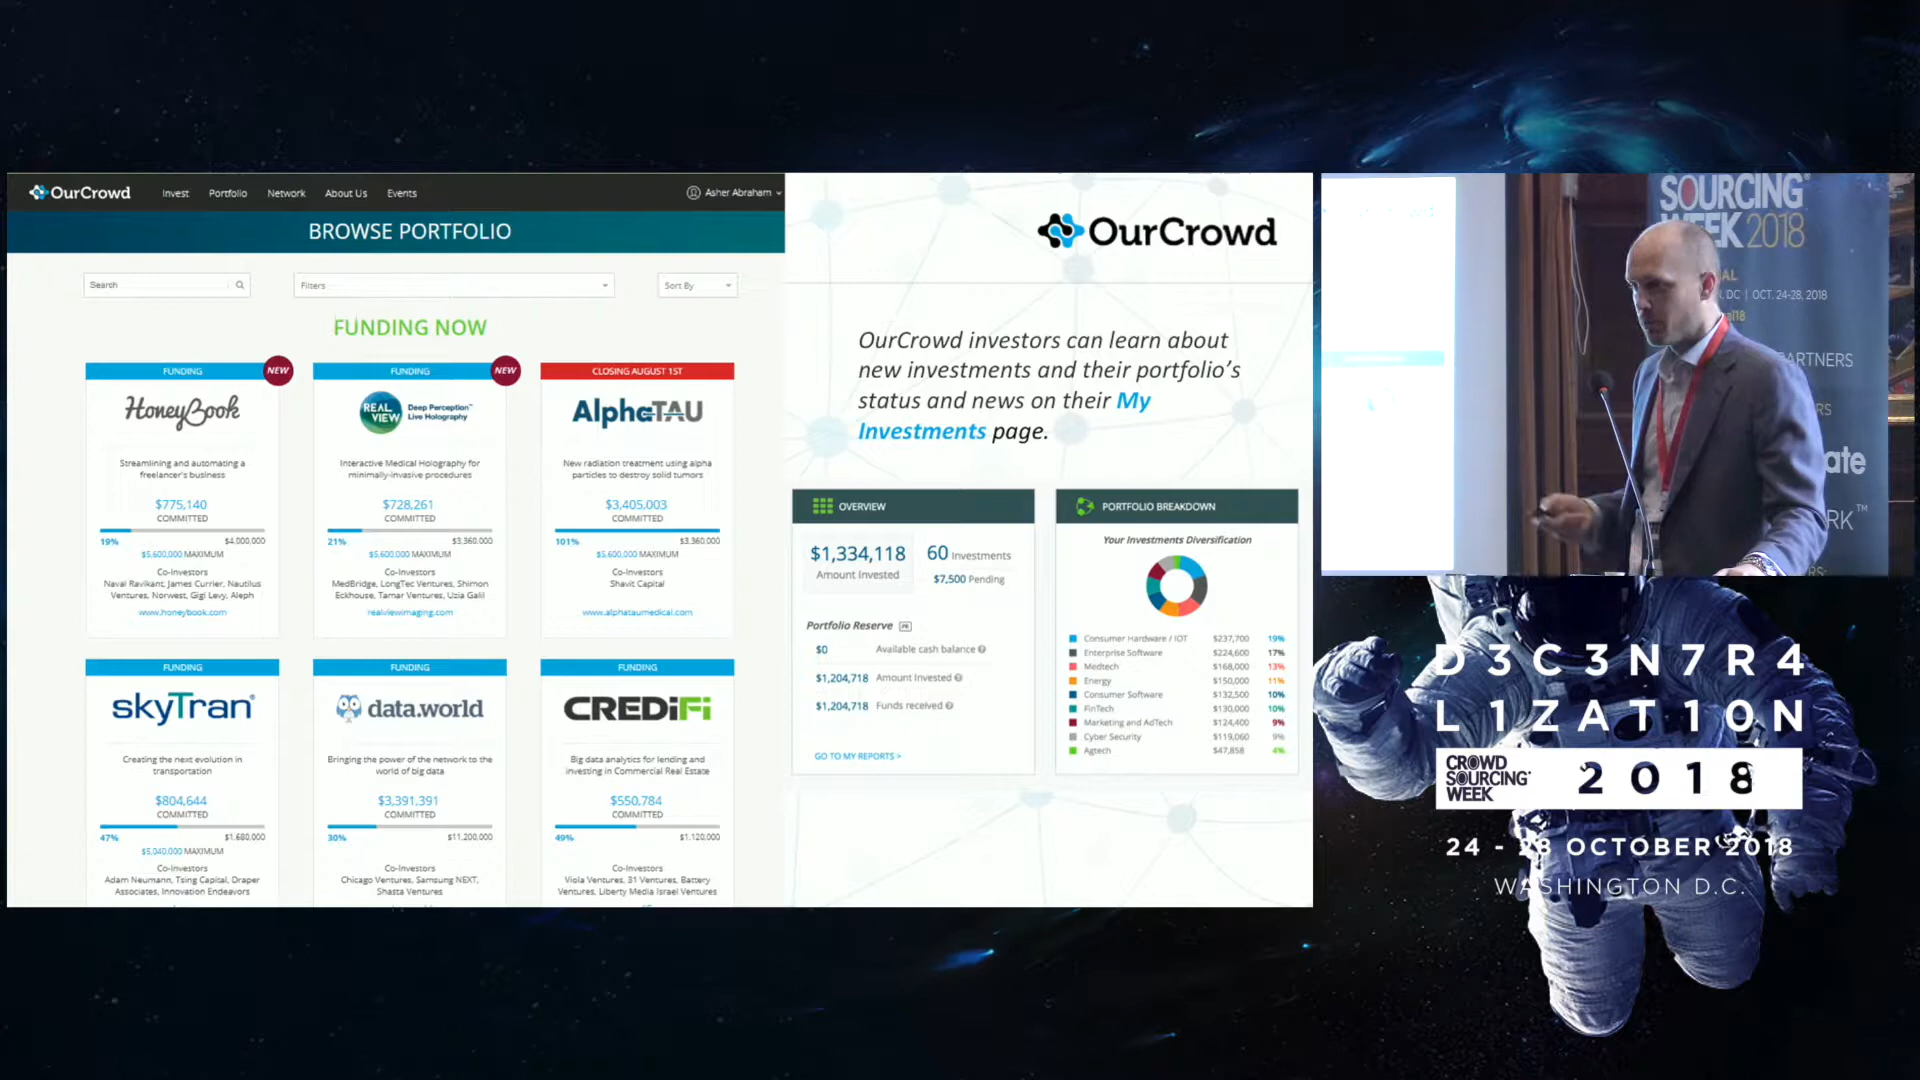 OurCrowd
Invest
Portfolio
Network
About Us
Events
Asher Abraham
BROWSE PORTFOLIO
Search
Filters
Sort By
FUNDING NOW
FUNDING
NEW
HoneyBook
Streamlining and automating a
freelancer's business
$775,140
COMMITTED
19%
$4,000,000
$5,600,000 MAXIMUM
Co-Investors
Naval Ravikant, James Currier, Nautilus
Ventures, Norwest, Gigi Levy, Aleph
www.honeybook.com
FUNDING
NEW
REAL VIEW
Deep Perception™
Live Holography
Interactive Medical Holography for
minimally-invasive procedures
$728,261
COMMITTED
21%
$3,360,000
$5,600,000 MAXIMUM
Co-Investors
MedBridge, LongTec Ventures, Shimon
Eckhouse, Tamar Ventures, Uzia Galil
realviewimaging.com
CLOSING AUGUST 1ST
AlphaTAU
New radiation treatment using alpha
particles to destroy solid tumors
$3,405,003
COMMITTED
101%
$3,360,000
$5,600,000 MAXIMUM
Co-Investors
Shavit Capital
www.alphataumedical.com
FUNDING
skyTran®
Creating the next evolution in
transportation
$804,644
COMMITTED
47%
$1,680,000
$5,040,000 MAXIMUM
Co-Investors
Adam Neumann, Tsing Capital, Draper
Associates, Innovation Endeavors
FUNDING
data.world
Bringing the power of the network to the
world of big data
$3,391,391
COMMITTED
30%
$11,200,000
Co-Investors
Chicago Ventures, Samsung NEXT,
Shasta Ventures
FUNDING
CREDiFi
Big data analytics for lending and
investing in Commercial Real Estate
$550,784
COMMITTED
49%
$1,120,000
Co-Investors
Viola Ventures, 31 Ventures, Battery
Ventures, Liberty Media Israel Ventures
OurCrowd
OurCrowd investors can learn about
new investments and their portfolio's
status and news on their My
Investments page.
OVERVIEW
$1,334,118
Amount Invested
60 Investments
$7,500 Pending
Portfolio Reserve PR
$0 Available cash balance
$1,204,718 Amount Invested
$1,204,718 Funds received
GO TO MY REPORTS >
PORTFOLIO BREAKDOWN
Your Investments Diversification
Consumer Hardware / IOT $237,700 19%
Enterprise Software $224,600 17%
Medtech $168,000 13%
Energy $150,000 11%
Consumer Software $132,500 10%
FinTech $130,000 10%
Marketing and AdTech $124,400 9%
Cyber Security $119,060 9%
Agtech $47,858 4%
SOURCING®
WEEK 2018
DC | OCT. 24-28, 2018
D3C3N7R4
L1ZAT10N
CROWD
SOURCING®
WEEK
2018
24 - 28 OCTOBER 2018
WASHINGTON D.C.